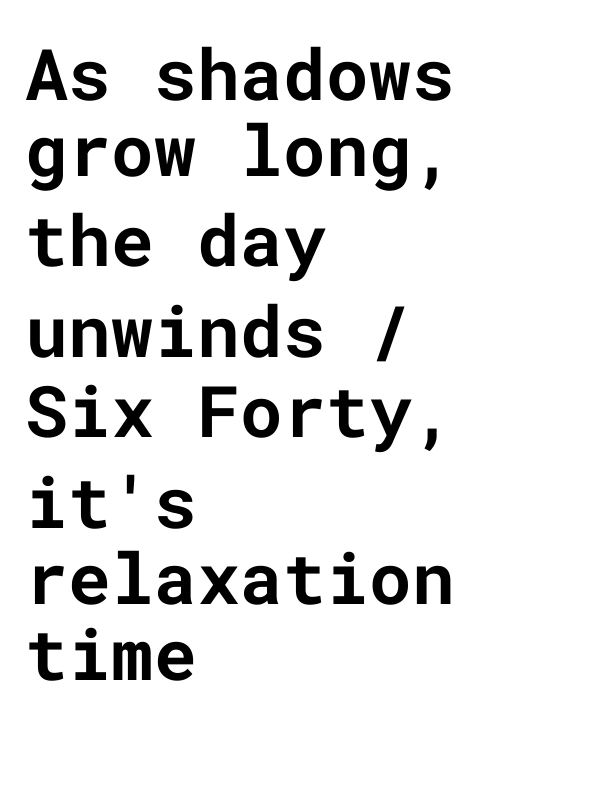 As shadows
grow long,
the day
unwinds /
Six Forty,
it's
relaxation
time